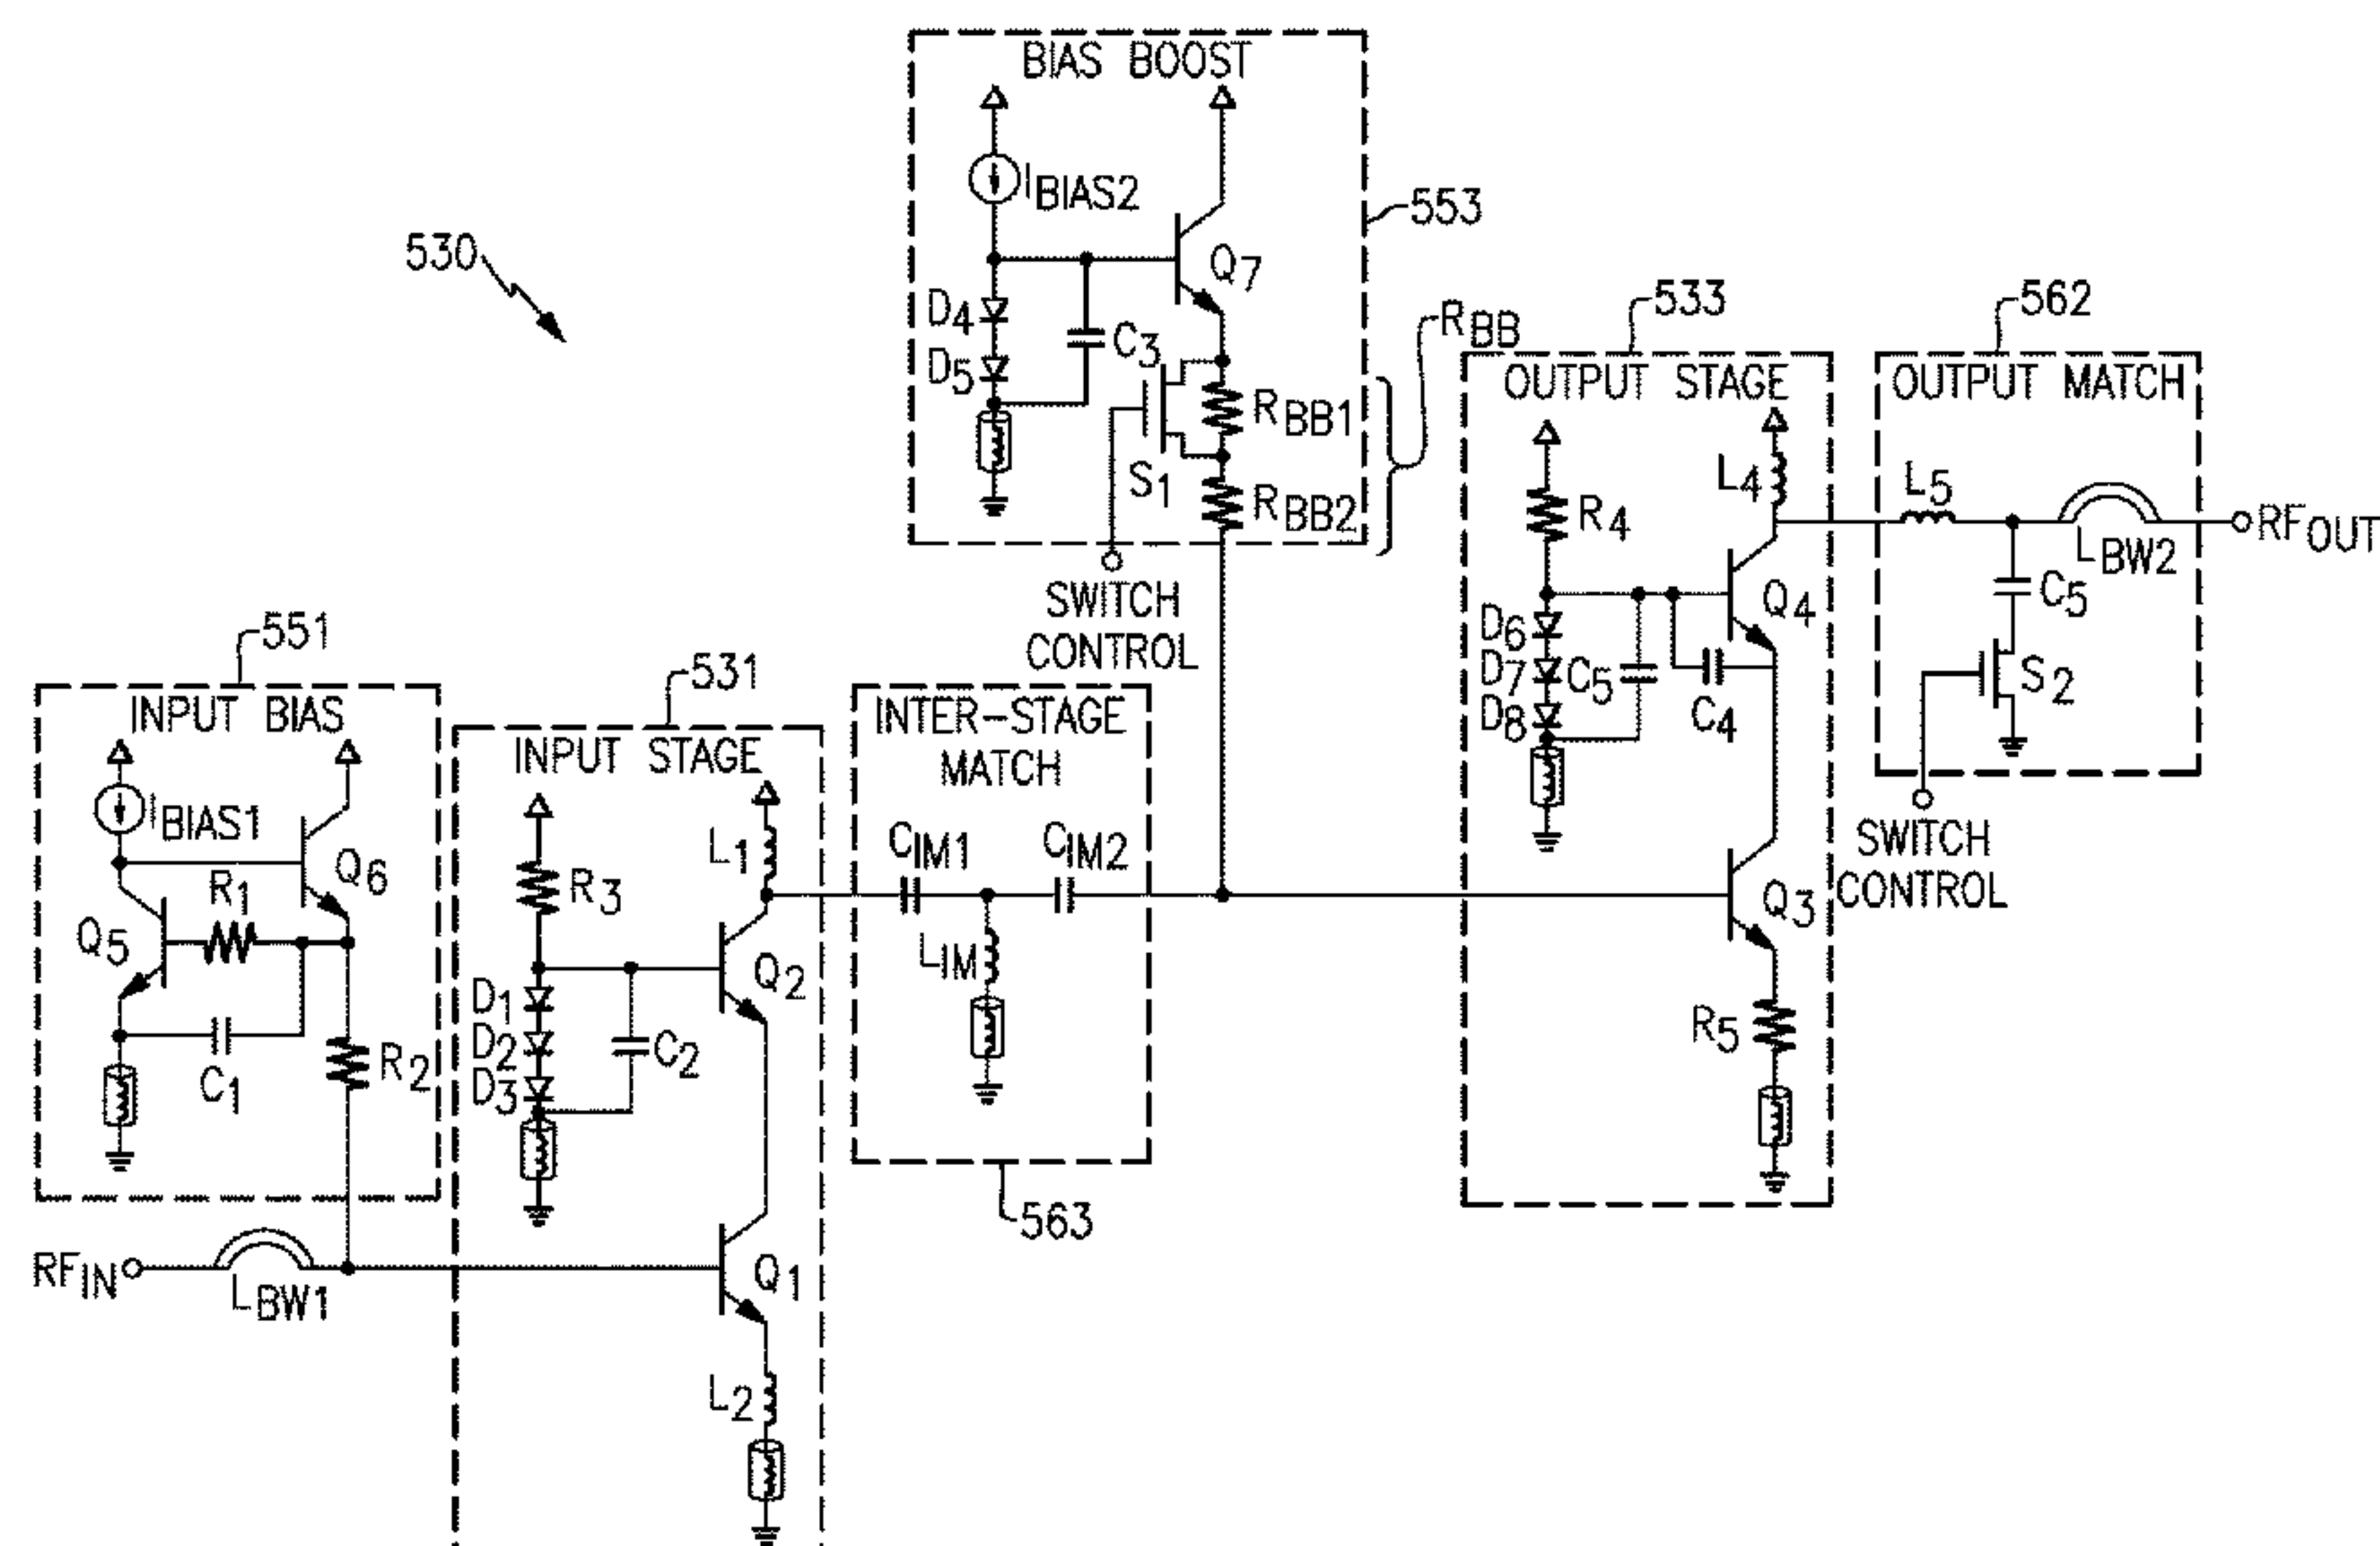 BIAS BOOST
IBIAS2
553
530
Q7
D4
C3
D5
RBB
RBB1
S1
RBB2
SWITCH
CONTROL
533
562
OUTPUT STAGE
OUTPUT MATCH
L4
L5
R4
RFOUT
LBW2
Q4
C5
D6
D7
C5
S2
D8
C4
SWITCH
CONTROL
Q3
R5
551
INPUT BIAS
IBIAS1
Q6
R1
Q5
R2
C1
531
INPUT STAGE
L1
R3
Q2
D1
D2
C2
D3
INTER-STAGE
MATCH
CIM1
CIM2
LIM
563
RFIN
LBW1
Q1
L2